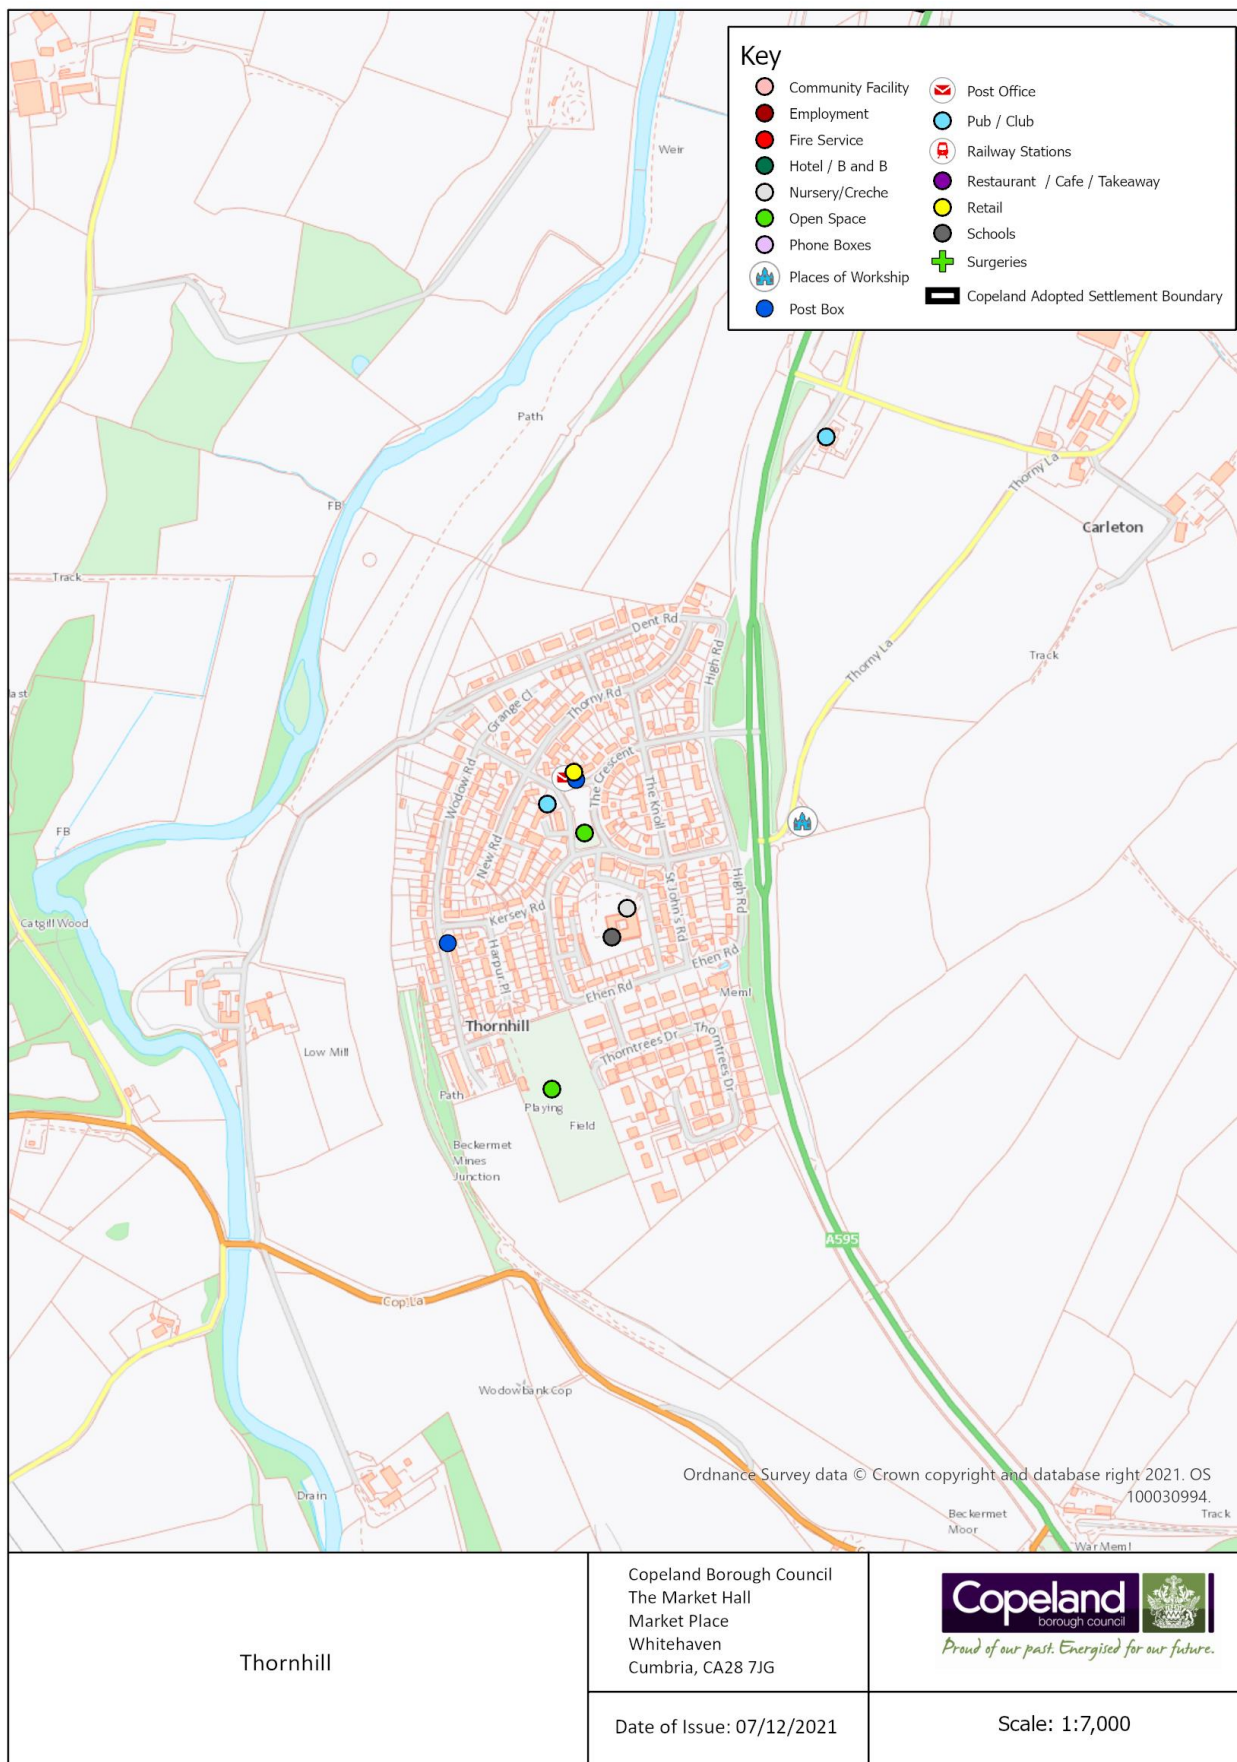 Key
Community Facility
Employment
Fire Service
Hotel / B and B
Nursery/Creche
Open Space
Phone Boxes
Places of Workship
Post Box
Post Office
Pub / Club
Railway Stations
Restaurant / Cafe / Takeaway
Retail
Schools
Surgeries
Copeland Adopted Settlement Boundary
Weir
Path
FB
Thorny La
Carleton
Track
Dent Rd
Track
High Rd
Thorny La
last
Grange Cl
Thorny Rd
Wodow Rd
The Crescent
The Knoll
FB
New Rd
High Rd
St John's Rd
Kersey Rd
Catgill Wood
Harpur Pl
Ehen Rd
Ehen Rd
Meml
Thornhill
Thorntrees Dr
Thorntrees Dr
Low Mill
Path
Playing
Field
Beckermet
Mines
Junction
A595
Cop La
Wodowbank Cop
Ordnance Survey data © Crown copyright and database right 2021. OS
100030994.
Drain
Beckermet
Moor
Track
War Meml
Thornhill
Copeland Borough Council
The Market Hall
Market Place
Whitehaven
Cumbria, CA28 7JG
Copeland
borough council
Proud of our past. Energised for our future.
Date of Issue: 07/12/2021
Scale: 1:7,000